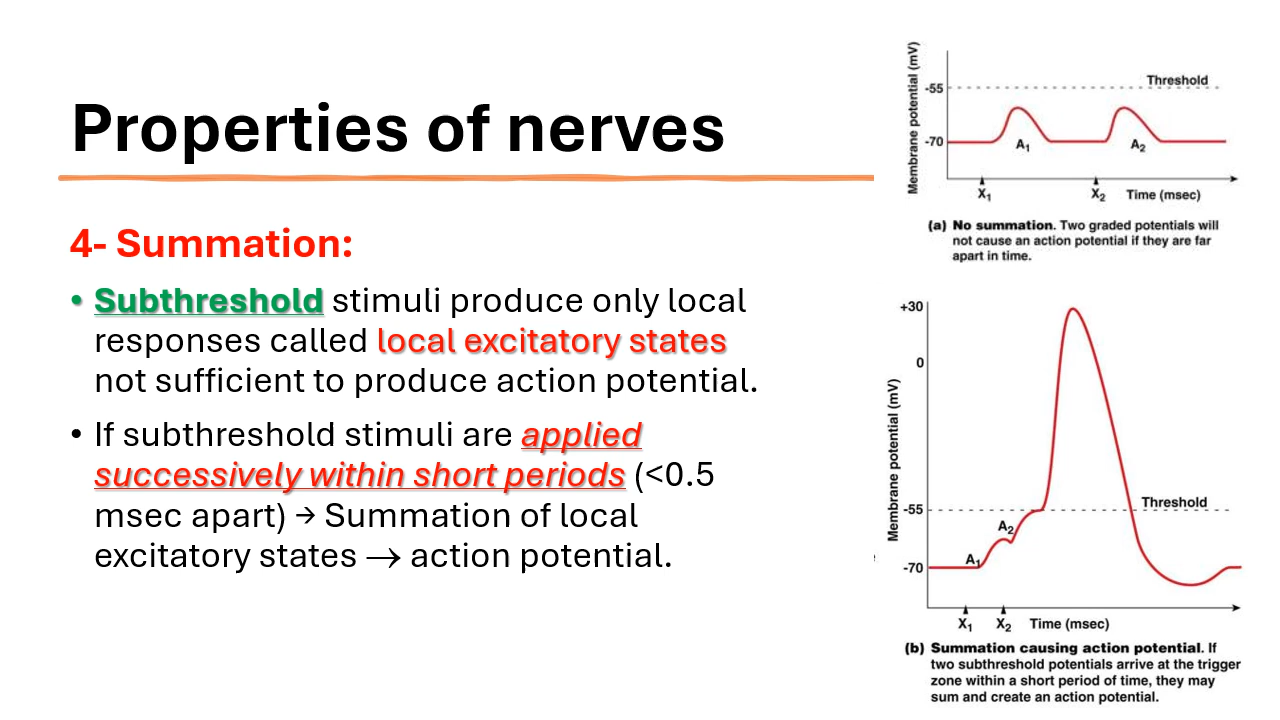 Properties of nerves
4- Summation:
• Subthreshold stimuli produce only local
responses called local excitatory states
not sufficient to produce action potential.
• If subthreshold stimuli are applied
successively within short periods (<0.5
msec apart) → Summation of local
excitatory states → action potential.
Membrane potential (mV)
-55
Threshold
-70
A1
A2
X1
X2
Time (msec)
(a) No summation. Two graded potentials will
not cause an action potential if they are far
apart in time.
Membrane potential (mV)
+30
0
-55
Threshold
A2
A1
-70
X1
X2
Time (msec)
(b) Summation causing action potential. If
two subthreshold potentials arrive at the trigger
zone within a short period of time, they may
sum and create an action potential.